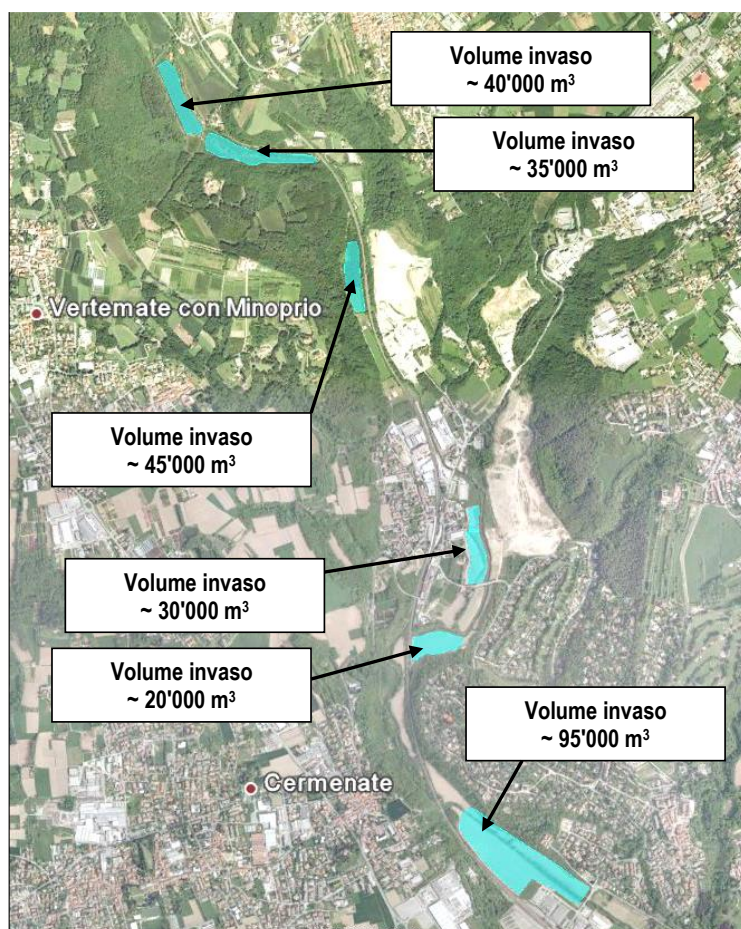 Volume invaso
~ 40'000 m³
Volume invaso
~ 35'000 m³
Vertemate con Minoprio
Volume invaso
~ 45'000 m³
Volume invaso
~ 30'000 m³
Volume invaso
~ 20'000 m³
Volume invaso
~ 95'000 m³
Cermenate